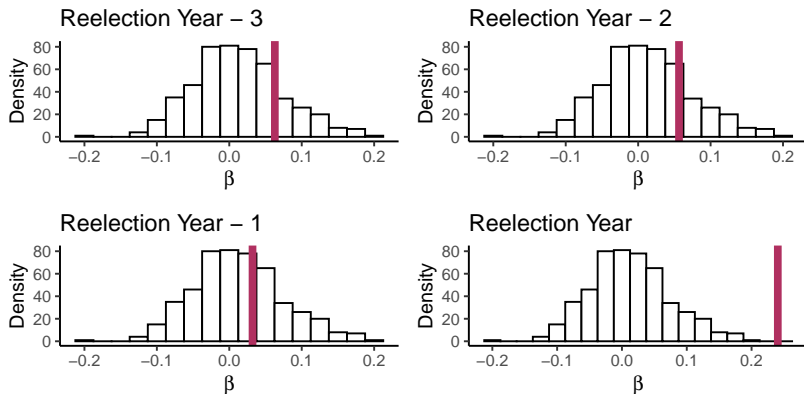 Reelection Year − 3
Density
80
60
40
20
0
−0.2 −0.1 0.0 0.1 0.2
β
Reelection Year − 2
Density
80
60
40
20
0
−0.2 −0.1 0.0 0.1 0.2
β
Reelection Year − 1
Density
80
60
40
20
0
−0.2 −0.1 0.0 0.1 0.2
β
Reelection Year
Density
80
60
40
20
0
−0.2 −0.1 0.0 0.1 0.2
β